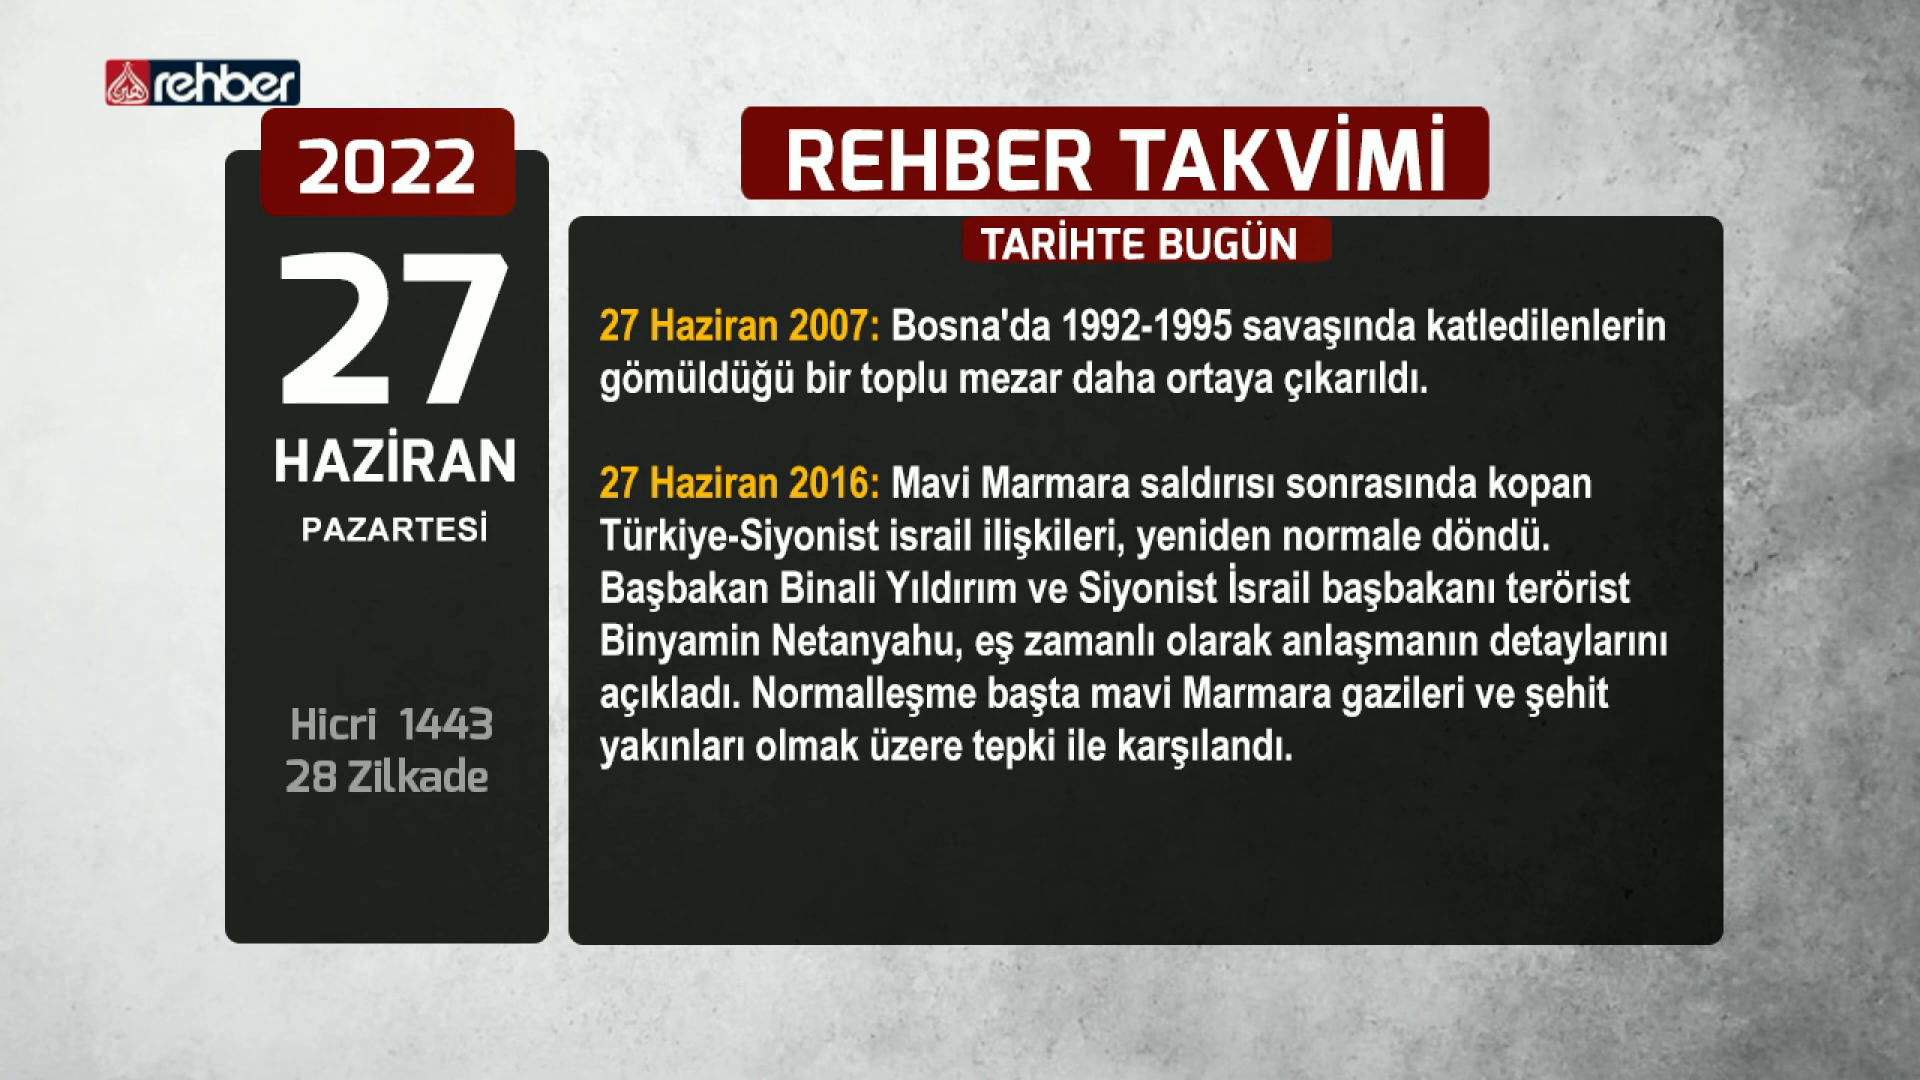 rehber
2022
27
HAZİRAN
PAZARTESİ
Hicri 1443
28 Zilkade
REHBER TAKVİMİ
TARİHTE BUGÜN
27 Haziran 2007: Bosna'da 1992-1995 savaşında katledilenlerin
gömüldüğü bir toplu mezar daha ortaya çıkarıldı.
27 Haziran 2016: Mavi Marmara saldırısı sonrasında kopan
Türkiye-Siyonist israil ilişkileri, yeniden normale döndü.
Başbakan Binali Yıldırım ve Siyonist İsrail başbakanı terörist
Binyamin Netanyahu, eş zamanlı olarak anlaşmanın detaylarını
açıkladı. Normalleşme başta mavi Marmara gazileri ve şehit
yakınları olmak üzere tepki ile karşılandı.